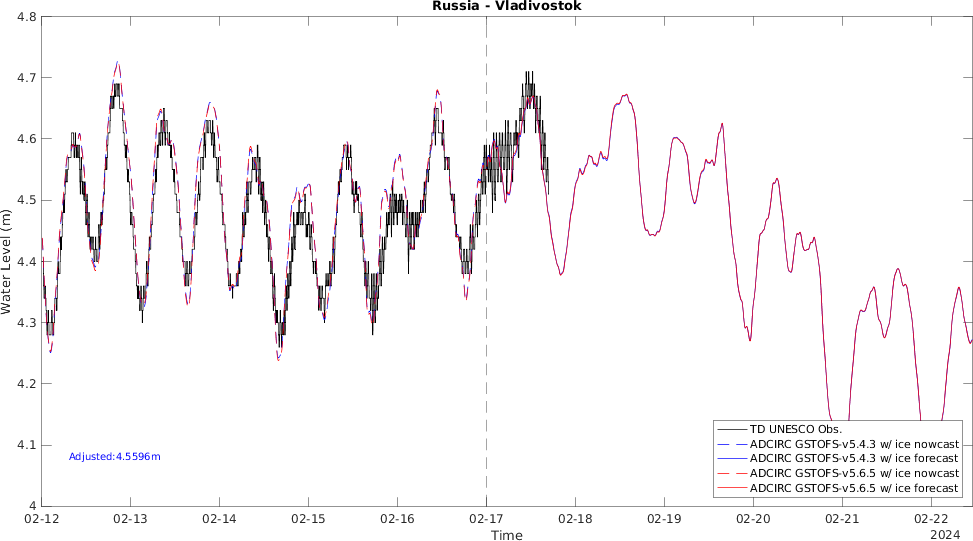 Russia - Vladivostok
4.8
4.7
4.6
4.5
4.4
4.3
4.2
4.1
4
Water Level (m)
Adjusted:4.5596m
TD UNESCO Obs.
ADCIRC GSTOFS-v5.4.3 w/ ice nowcast
ADCIRC GSTOFS-v5.4.3 w/ ice forecast
ADCIRC GSTOFS-v5.6.5 w/ ice nowcast
ADCIRC GSTOFS-v5.6.5 w/ ice forecast
02-12 02-13 02-14 02-15 02-16 02-17 02-18 02-19 02-20 02-21 02-22
Time
2024